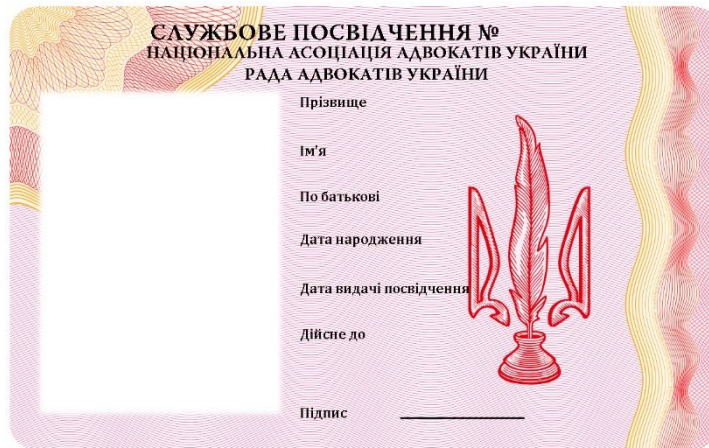 СЛУЖБОВЕ ПОСВІДЧЕННЯ №
НАЦІОНАЛЬНА АСОЦІАЦІЯ АДВОКАТІВ УКРАЇНИ
РАДА АДВОКАТІВ УКРАЇНИ
Прізвище
Ім'я
По батькові
Дата народження
Дата видачі посвідчення
Дійсне до
Підпис